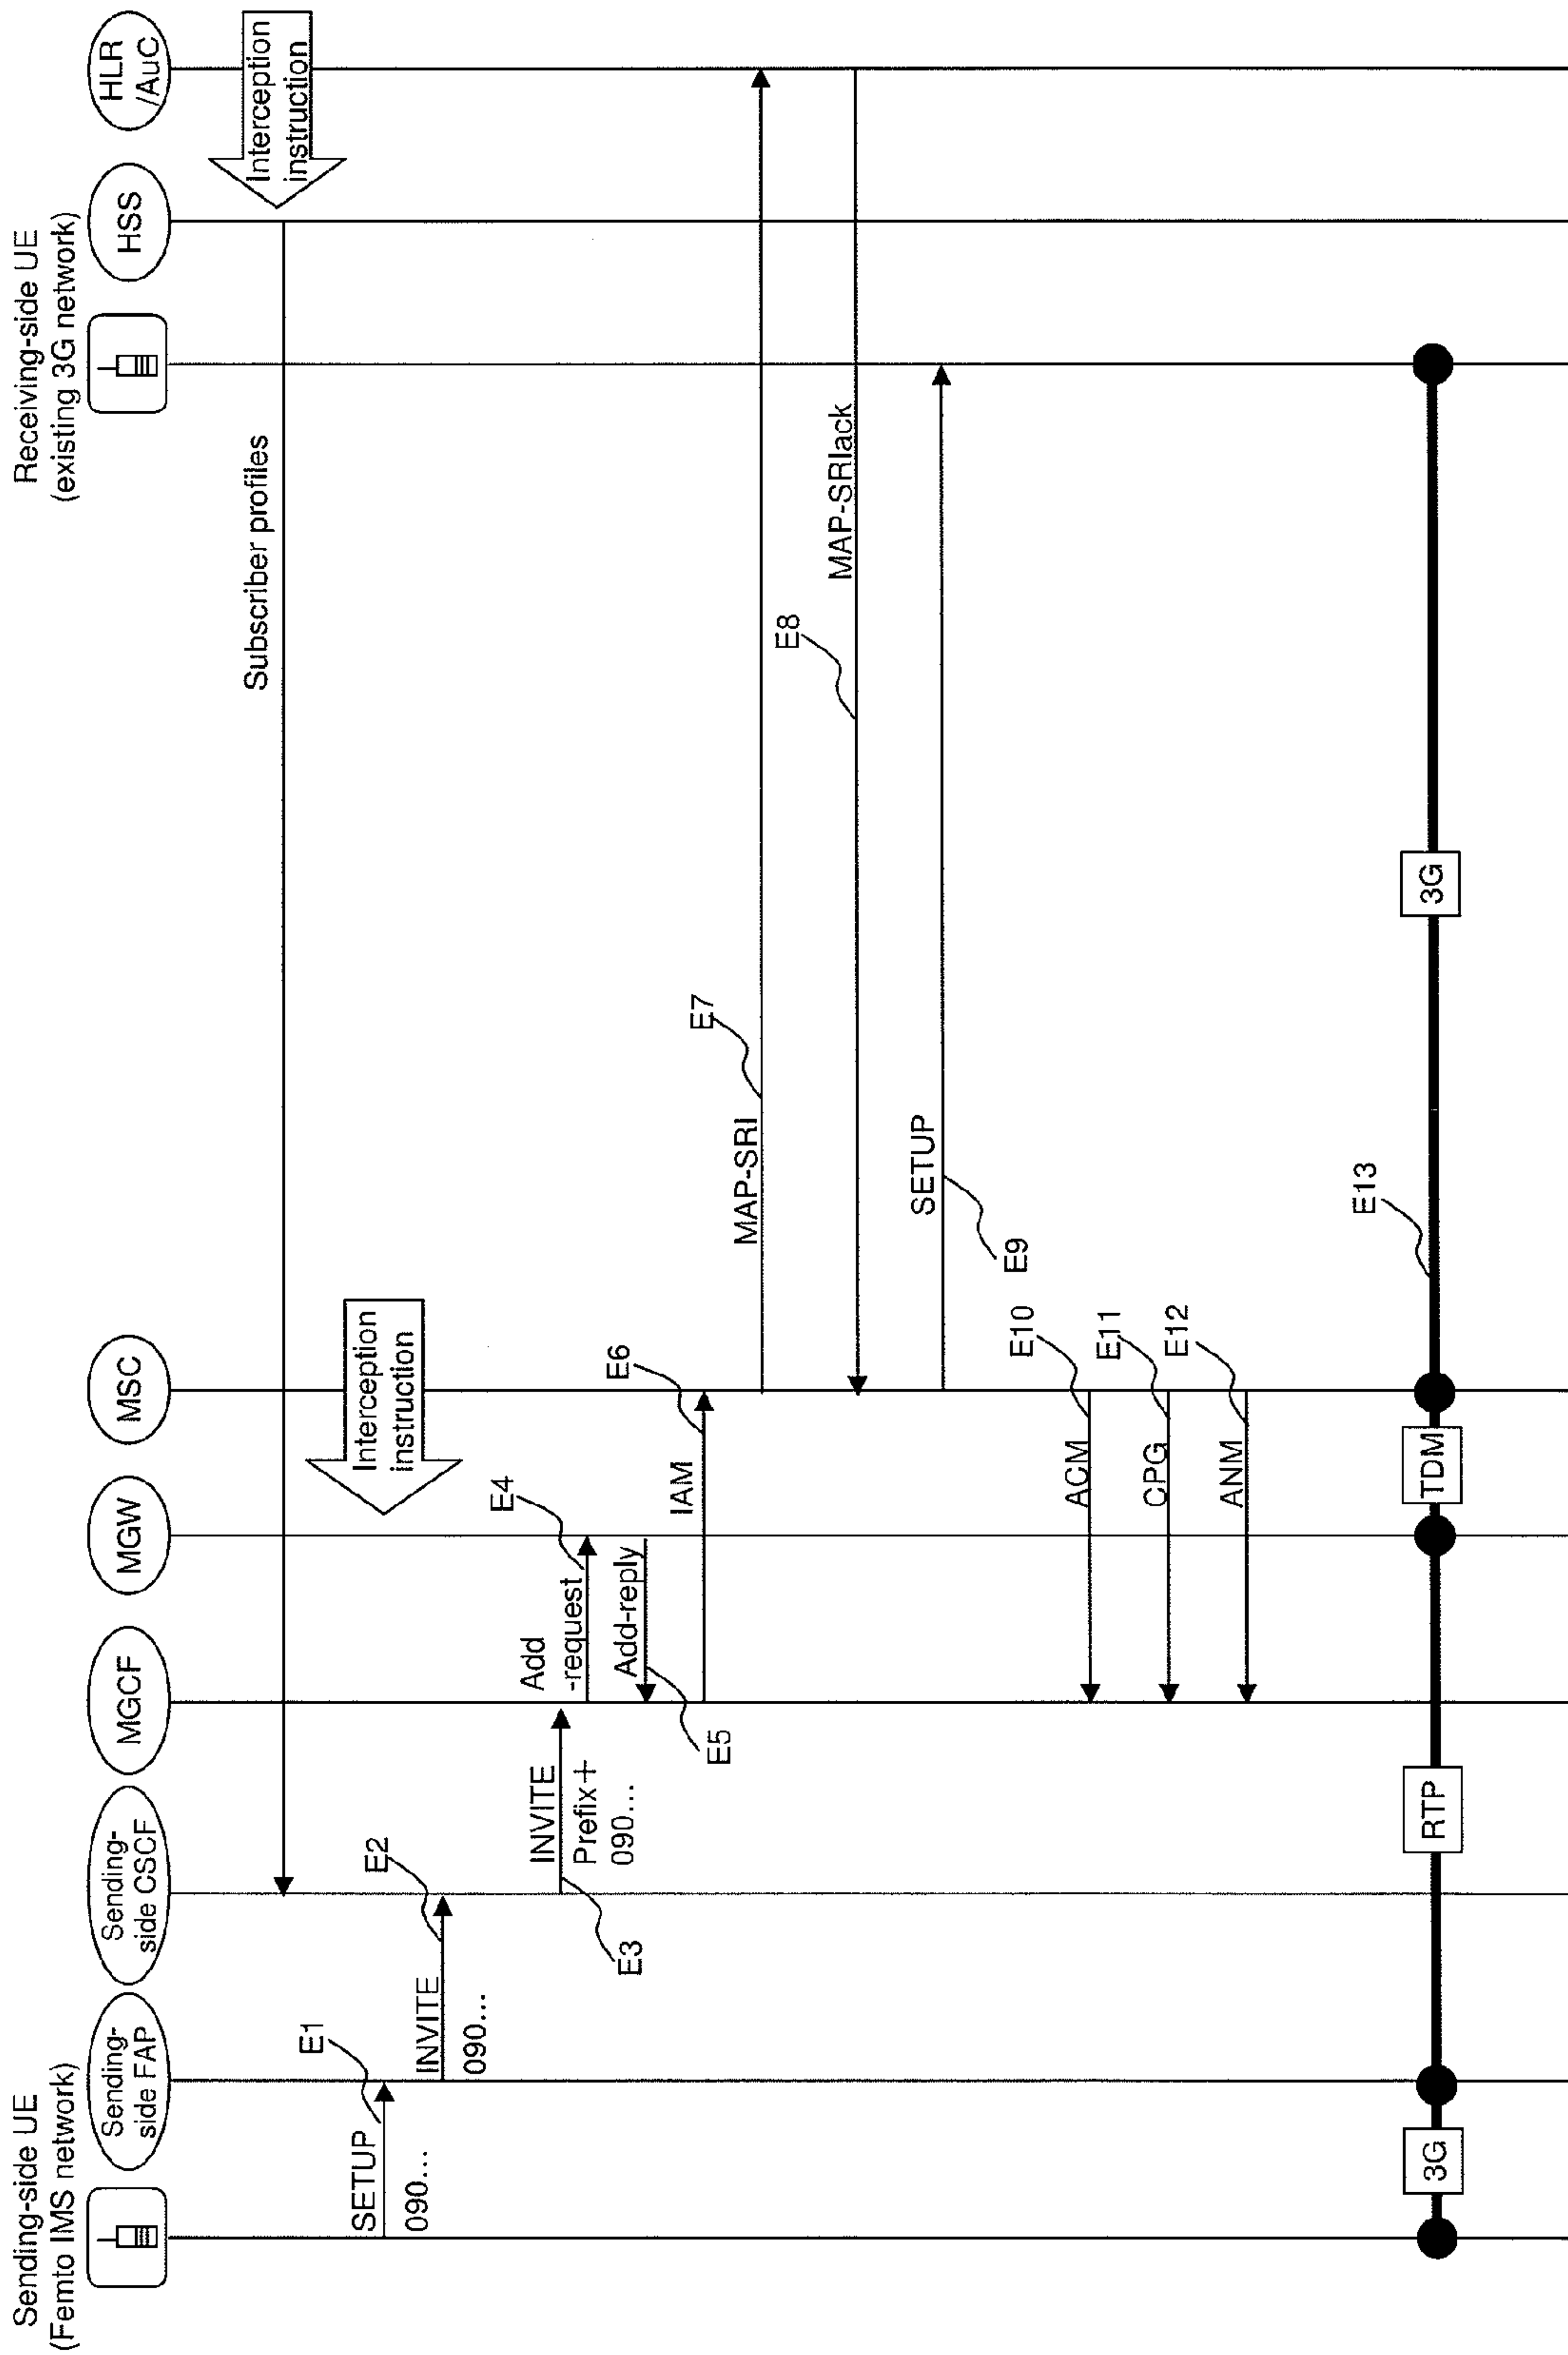 Sending-side UE
(Femto IMS network)
Receiving-side UE
(existing 3G network)
Sending-
side FAP
Sending-
side CSCF
MGCF
MGW
MSC
HSS
HLR
/AuC
Interception
instruction
Subscriber profiles
Interception
instruction
E1
SETUP
090...
E2
INVITE
090...
E3
INVITE
Prefix+
090...
E4
Add
-request
Add-reply
E5
E6
IAM
E7
MAP-SRI
E8
MAP-SRIack
SETUP
E9
E10
ACM
E11
CPG
E12
ANM
E13
3G
RTP
TDM
3G